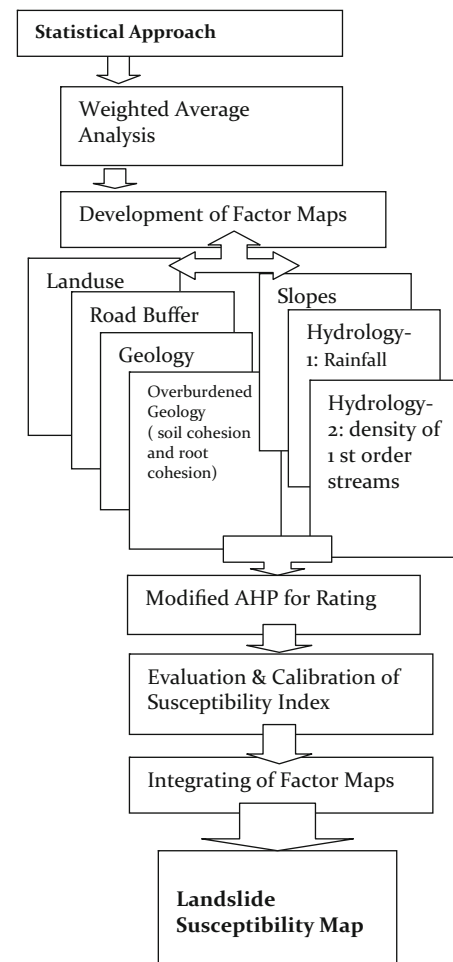 Statistical Approach
Weighted Average
Analysis
Development of Factor Maps
Landuse
Road Buffer
Geology
Overburdened
Geology
( soil cohesion
and root
cohesion)
Slopes
Hydrology-
1: Rainfall
Hydrology-
2: density of
1 st order
streams
Modified AHP for Rating
Evaluation & Calibration of
Susceptibility Index
Integrating of Factor Maps
Landslide
Susceptibility Map